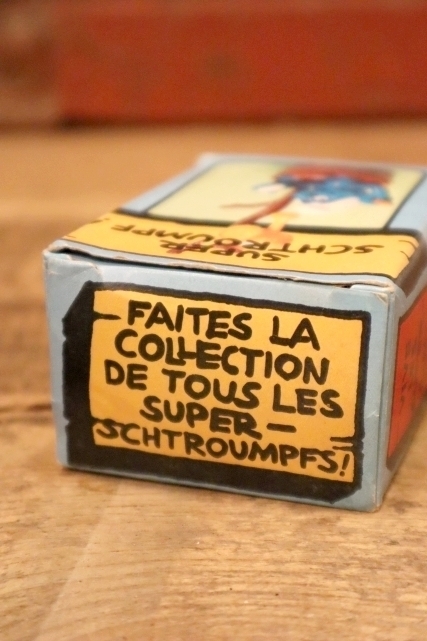 SUPER
SCHTROUMPF
FAITES LA
COLLECTION
DE TOUS LES
SUPER-
SCHTROUMPFS!